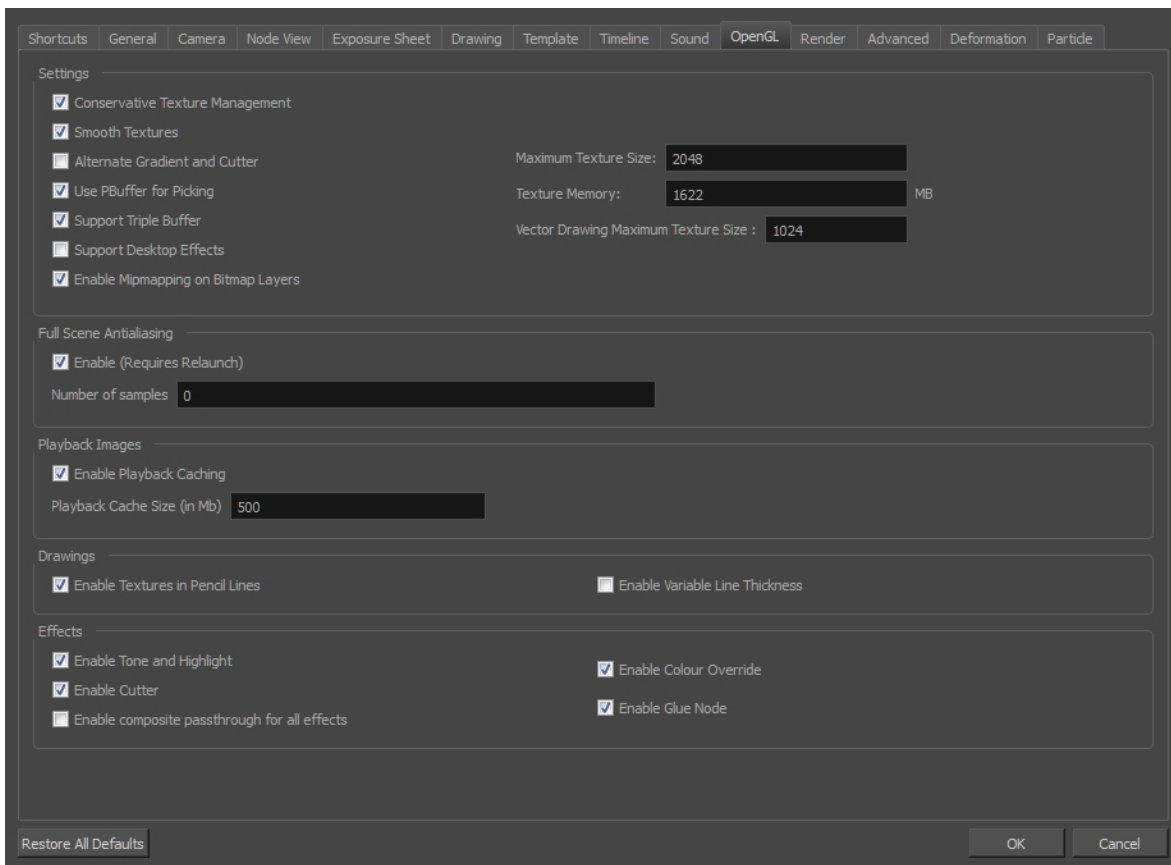 Shortcuts General Camera Node View Exposure Sheet Drawing Template Timeline Sound OpenGL Render Advanced Deformation Particle
Settings
Conservative Texture Management
Smooth Textures
Alternate Gradient and Cutter
Use PBuffer for Picking
Support Triple Buffer
Support Desktop Effects
Enable Mipmapping on Bitmap Layers
Maximum Texture Size: 2048
Texture Memory: 1622 MB
Vector Drawing Maximum Texture Size : 1024
Full Scene Antialiasing
Enable (Requires Relaunch)
Number of samples 0
Playback Images
Enable Playback Caching
Playback Cache Size (in Mb) 500
Drawings
Enable Textures in Pencil Lines
Enable Variable Line Thickness
Effects
Enable Tone and Highlight
Enable Cutter
Enable composite passthrough for all effects
Enable Colour Override
Enable Glue Node
Restore All Defaults OK Cancel